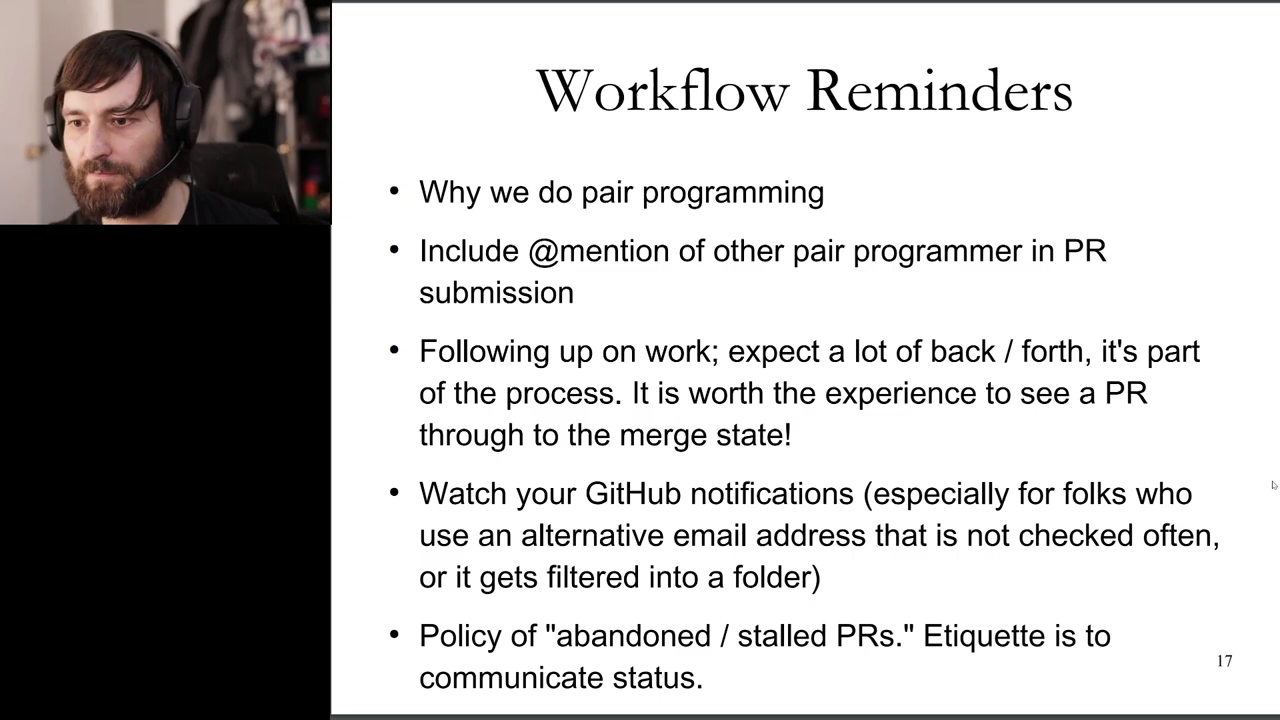 Workflow Reminders
• Why we do pair programming
• Include @mention of other pair programmer in PR
submission
• Following up on work; expect a lot of back / forth, it's part
of the process. It is worth the experience to see a PR
through to the merge state!
• Watch your GitHub notifications (especially for folks who
use an alternative email address that is not checked often,
or it gets filtered into a folder)
• Policy of "abandoned / stalled PRs." Etiquette is to
communicate status.
17